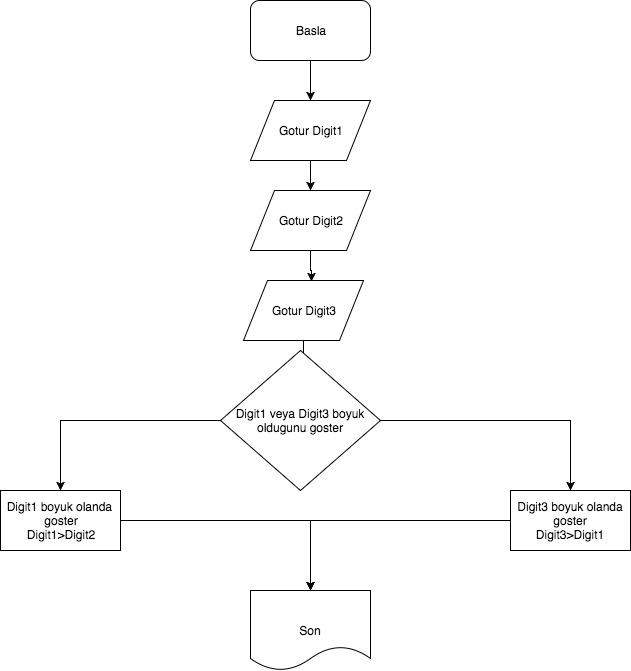 Basla
Gotur Digit1
Gotur Digit2
Gotur Digit3
Digit1 veya Digit3 boyuk
oldugunu goster
Digit1 boyuk olanda
goster
Digit1>Digit2
Digit3 boyuk olanda
goster
Digit3>Digit1
Son